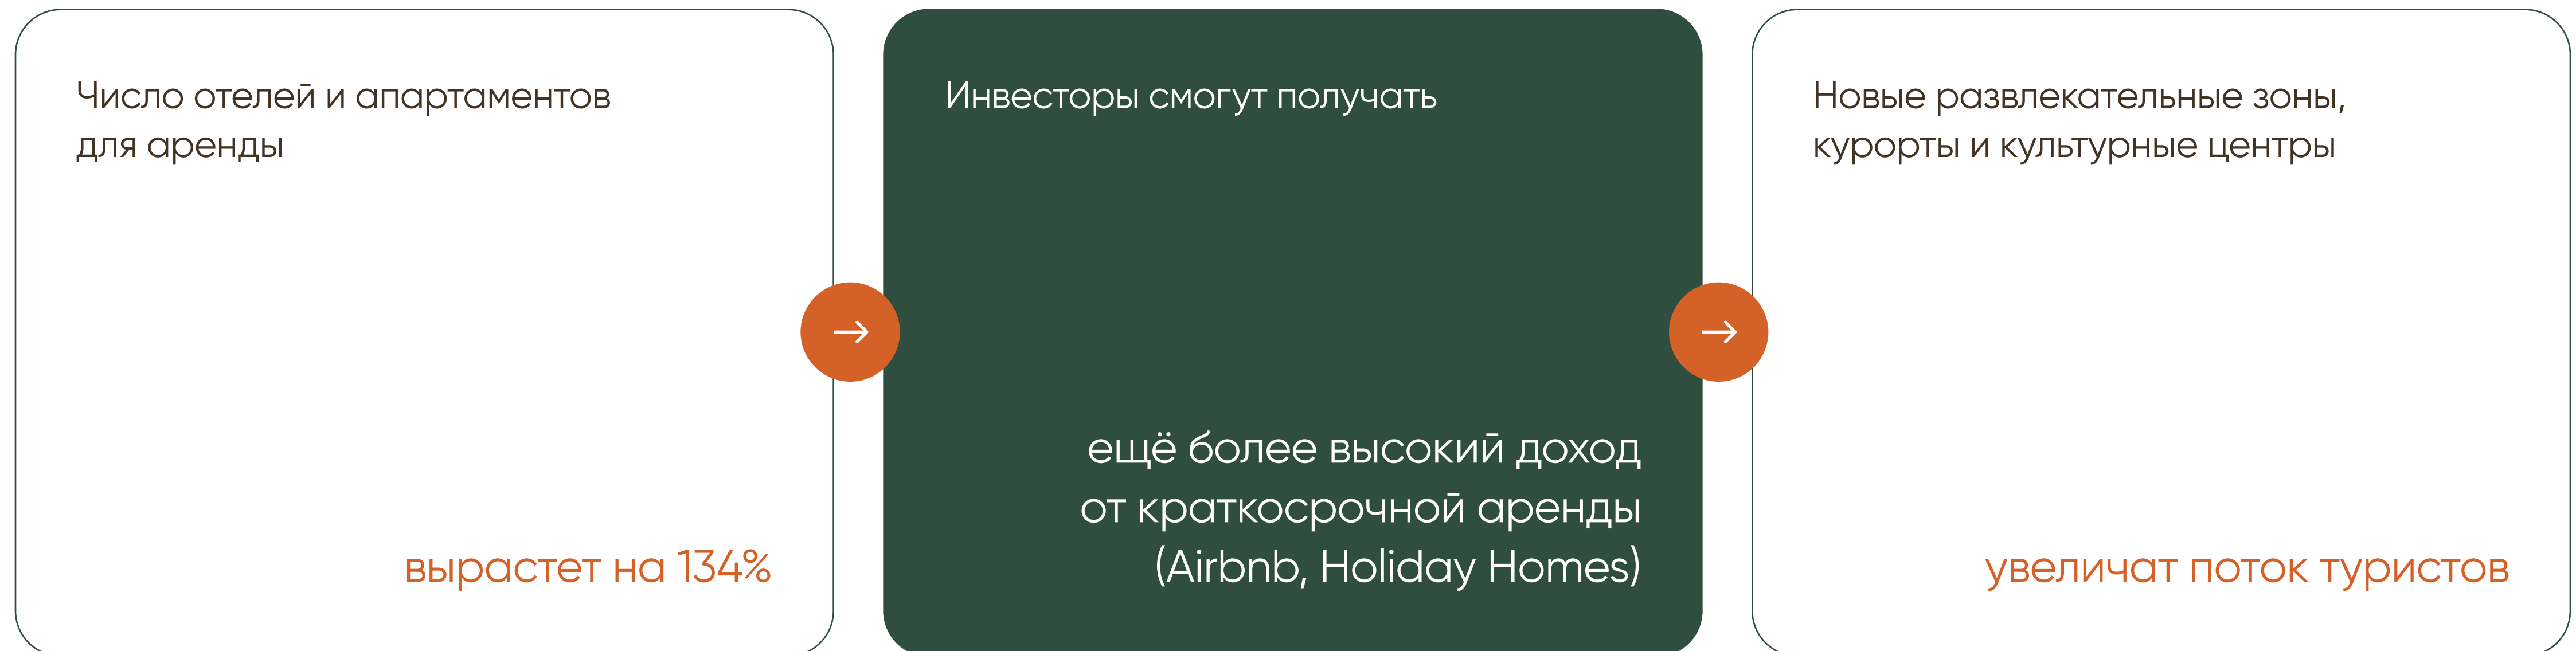 Число отелей и апартаментов
для аренды
вырастет на 134%
Инвесторы смогут получать
ещё более высокий доход
от краткосрочной аренды
(Airbnb, Holiday Homes)
Новые развлекательные зоны,
курорты и культурные центры
увеличат поток туристов